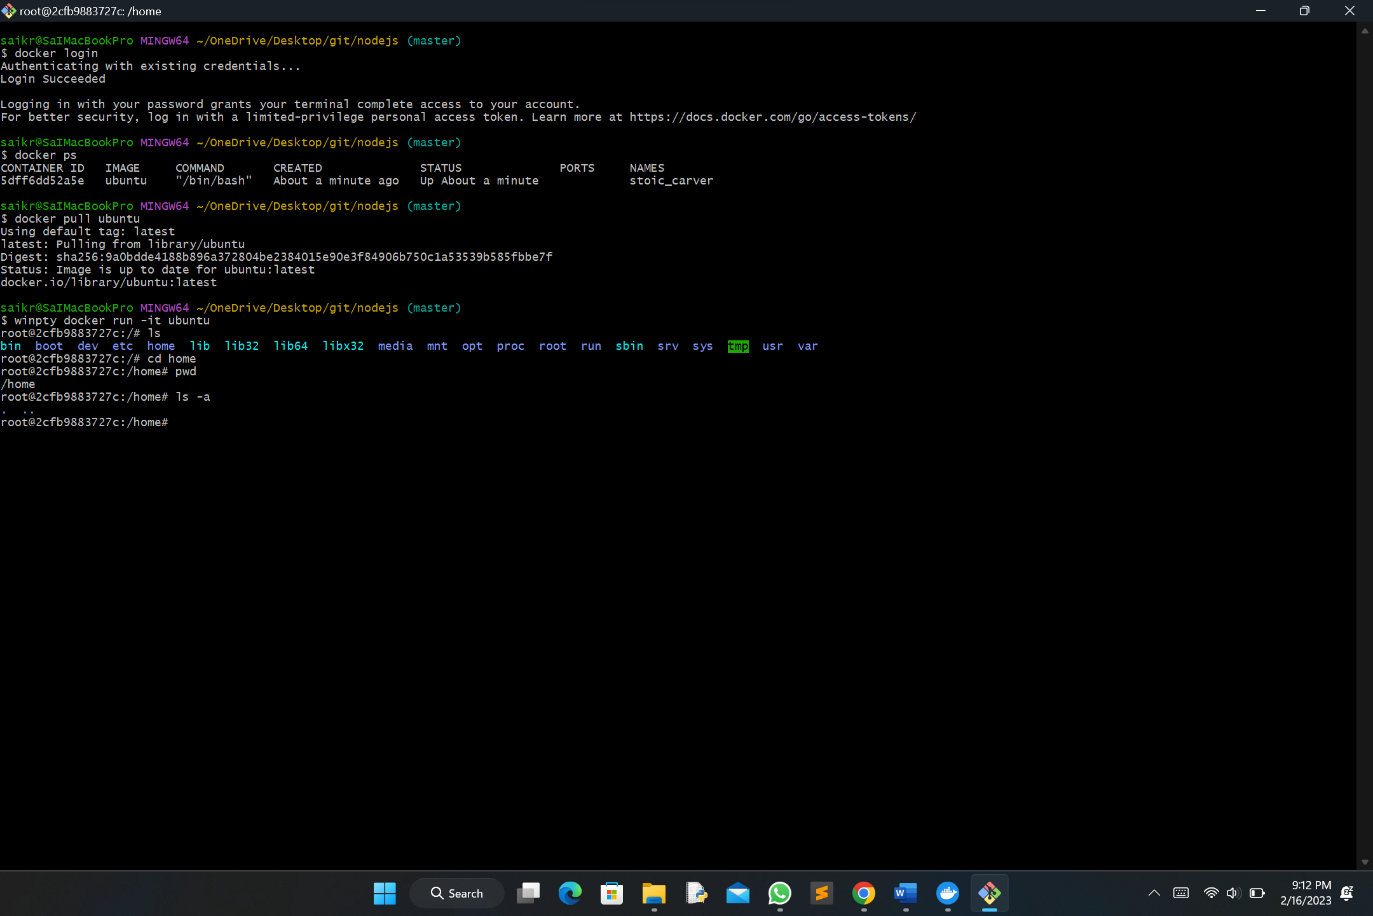 root@2cfb9883727c: /home
saikr@SaIMacBookPro MINGW64 ~/OneDrive/Desktop/git/nodejs (master)
$ docker login
Authenticating with existing credentials...
Login Succeeded
Logging in with your password grants your terminal complete access to your account.
For better security, log in with a limited-privilege personal access token. Learn more at https://docs.docker.com/go/access-tokens/
saikr@SaIMacBookPro MINGW64 ~/OneDrive/Desktop/git/nodejs (master)
$ docker ps
CONTAINER ID   IMAGE     COMMAND       CREATED              STATUS              PORTS     NAMES
5dff6dd52a5e   ubuntu    "/bin/bash"   About a minute ago   Up About a minute             stoic_carver
saikr@SaIMacBookPro MINGW64 ~/OneDrive/Desktop/git/nodejs (master)
$ docker pull ubuntu
Using default tag: latest
latest: Pulling from library/ubuntu
Digest: sha256:9a0bdde4188b896a372804be2384015e90e3f84906b750c1a53539b585fbbe7f
Status: Image is up to date for ubuntu:latest
docker.io/library/ubuntu:latest
saikr@SaIMacBookPro MINGW64 ~/OneDrive/Desktop/git/nodejs (master)
$ winpty docker run -it ubuntu
root@2cfb9883727c:/# ls
bin  boot  dev  etc  home  lib  lib32  lib64  libx32  media  mnt  opt  proc  root  run  sbin  srv  sys  tmp  usr  var
root@2cfb9883727c:/# cd home
root@2cfb9883727c:/home# pwd
/home
root@2cfb9883727c:/home# ls -a
.  ..
root@2cfb9883727c:/home#
Search
9:12 PM
2/16/2023